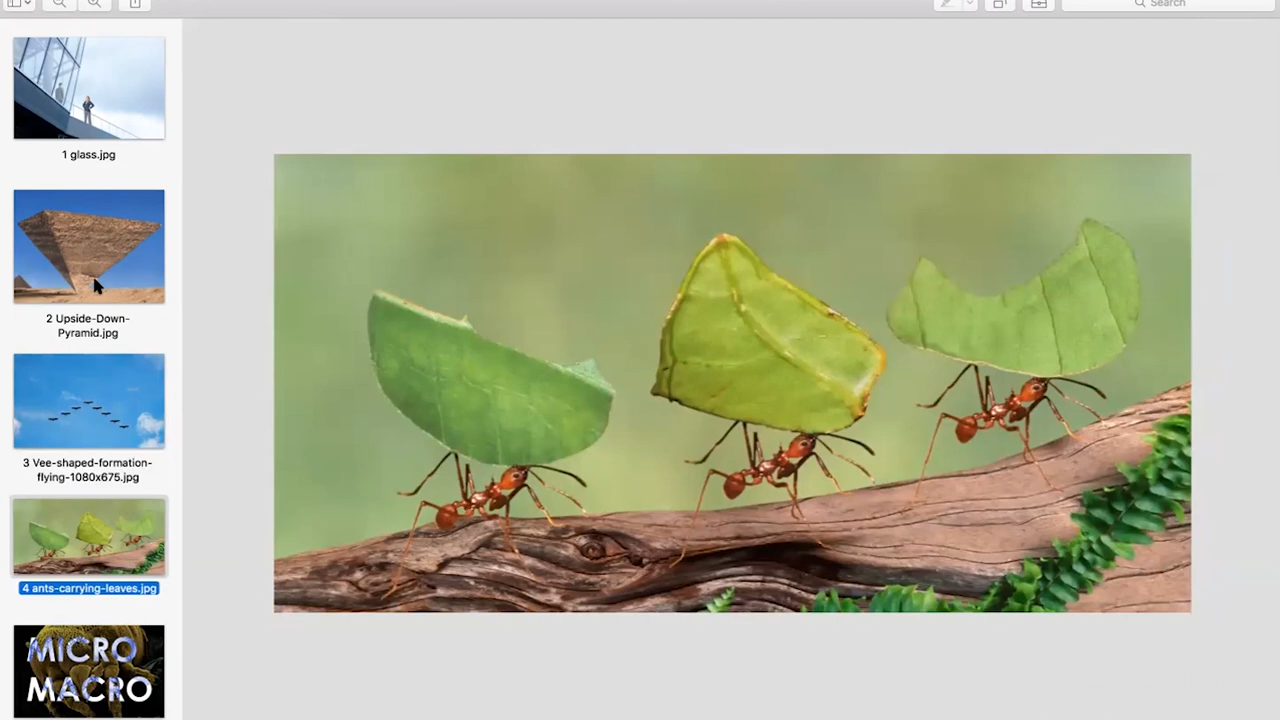 Search
1 glass.jpg
2 Upside-Down-
Pyramid.jpg
3 Vee-shaped-formation-
flying-1080x675.jpg
4 ants-carrying-leaves.jpg
MICRO
MACRO